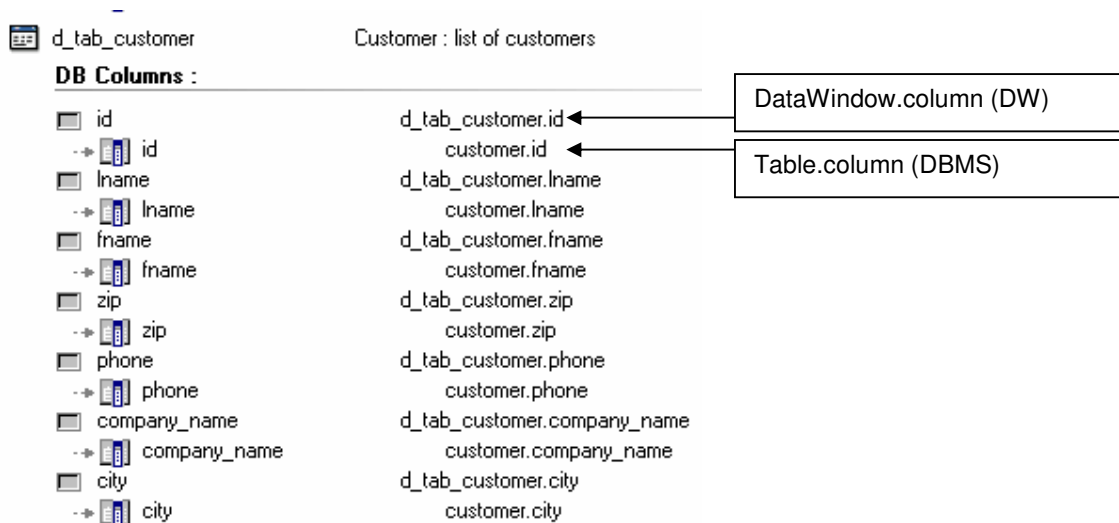 d_tab_customer Customer : list of customers
DB Columns :
DataWindow.column (DW)
id d_tab_customer.id
id customer.id
Table.column (DBMS)
lname d_tab_customer.lname
lname customer.lname
fname d_tab_customer.fname
fname customer.fname
zip d_tab_customer.zip
zip customer.zip
phone d_tab_customer.phone
phone customer.phone
company_name d_tab_customer.company_name
company_name customer.company_name
city d_tab_customer.city
city customer.city